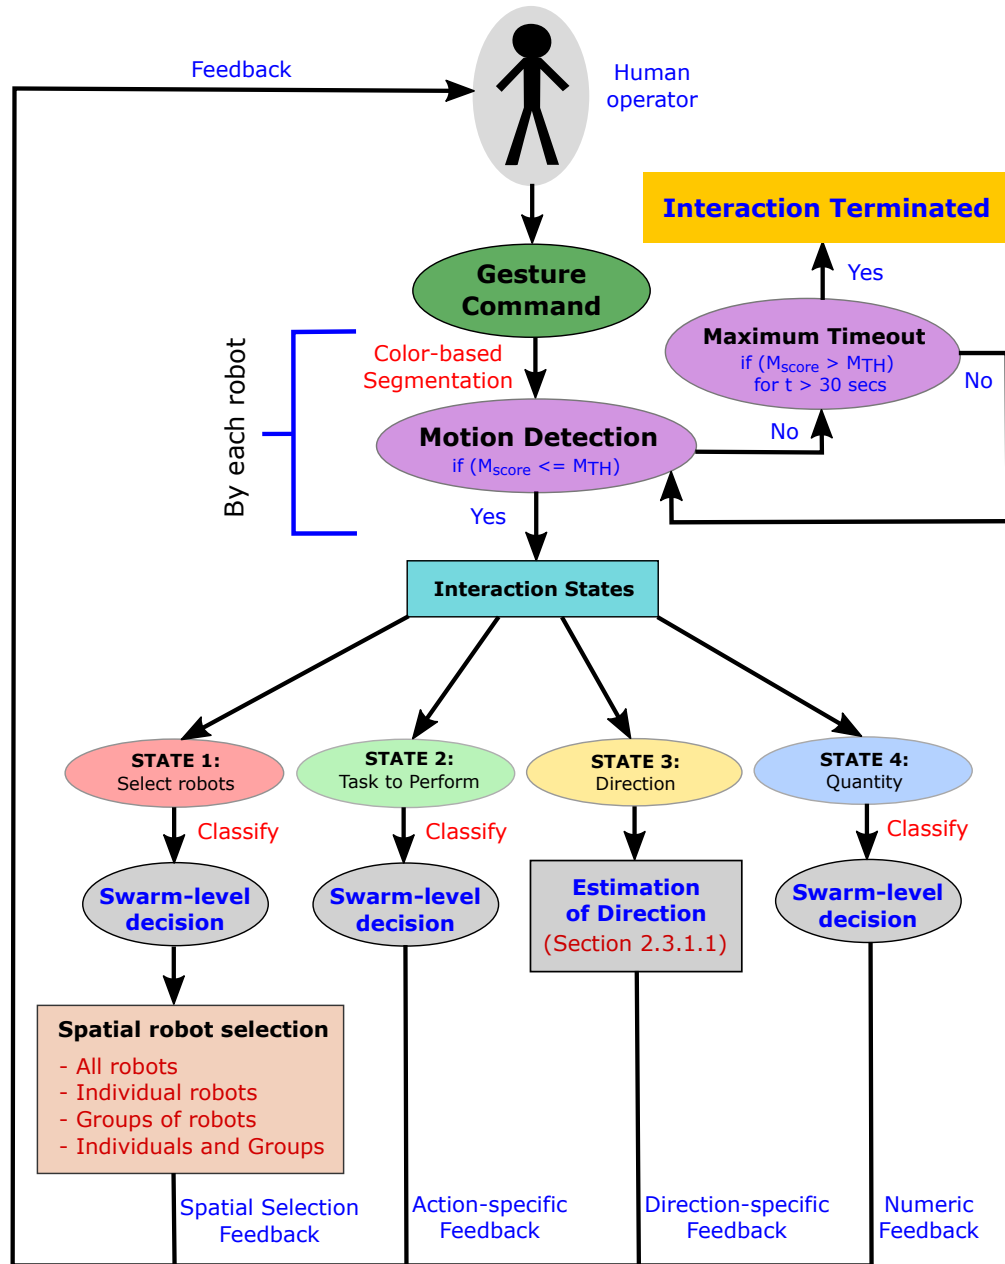 Feedback
Human
operator
Interaction Terminated
Yes
Gesture
Command
Maximum Timeout
if (Mscore > MTH)
for t > 30 secs
No
Color-based
Segmentation
By each robot
Motion Detection
if (Mscore <= MTH)
No
Yes
Interaction States
STATE 1:
Select robots
STATE 2:
Task to Perform
STATE 3:
Direction
STATE 4:
Quantity
Classify
Classify
Classify
Swarm-level
decision
Swarm-level
decision
Estimation
of Direction
(Section 2.3.1.1)
Swarm-level
decision
Spatial robot selection
- All robots
- Individual robots
- Groups of robots
- Individuals and Groups
Spatial Selection
Feedback
Action-specific
Feedback
Direction-specific
Feedback
Numeric
Feedback